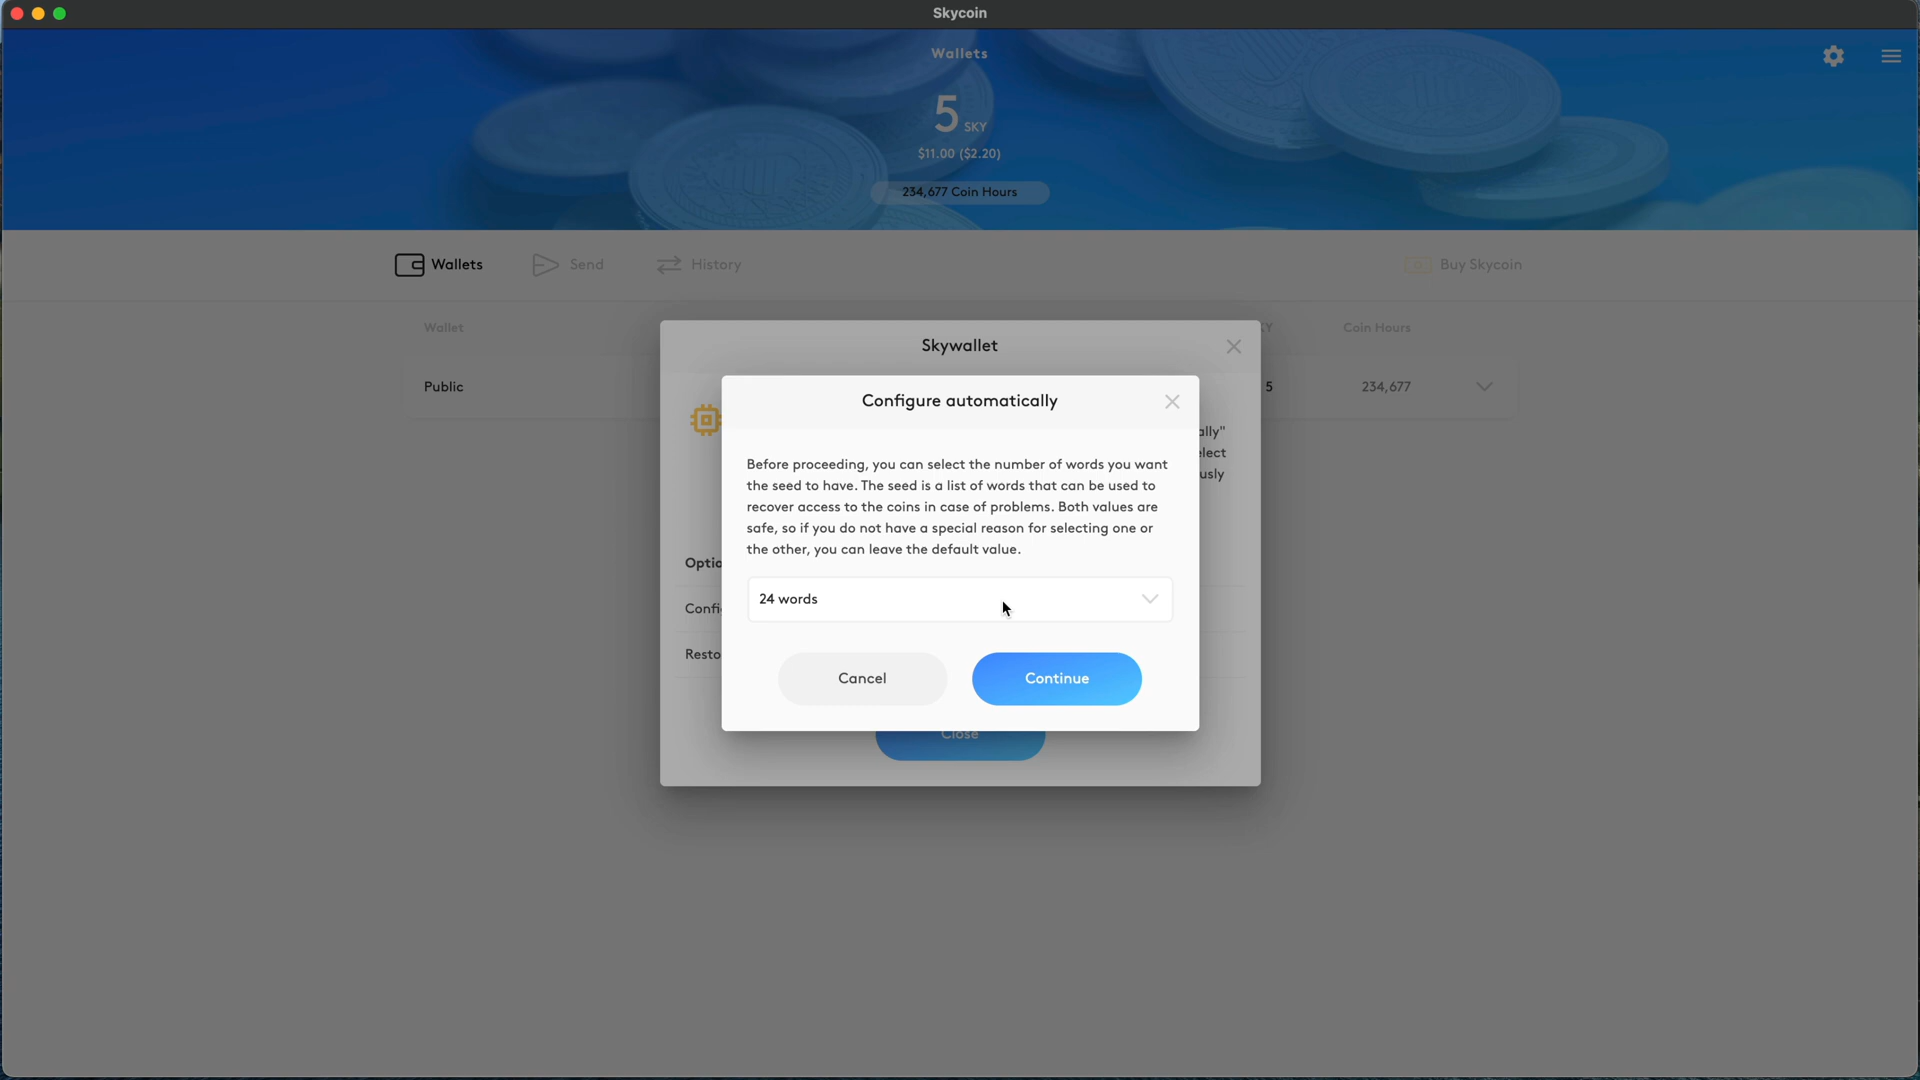 Skycoin
Wallets
5 SKY
$11.00 ($2.20)
234,677 Coin Hours
Wallets
Send
History
Buy Skycoin
Wallet
Coin Hours
Public
5
234,677
Skywallet
Configure automatically
Before proceeding, you can select the number of words you want
the seed to have. The seed is a list of words that can be used to
recover access to the coins in case of problems. Both values are
safe, so if you do not have a special reason for selecting one or
the other, you can leave the default value.
24 words
Cancel
Continue
Close